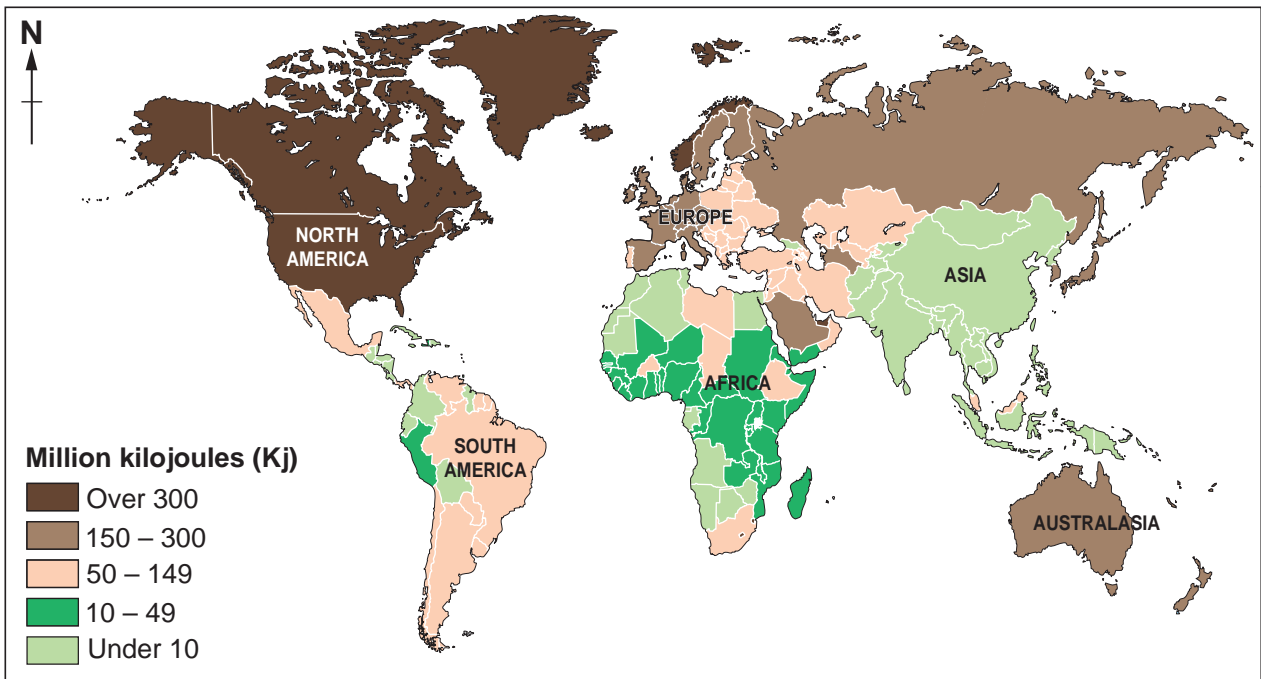 N
NORTH
AMERICA
EUROPE
ASIA
AFRICA
SOUTH
AMERICA
AUSTRALASIA
Million kilojoules (Kj)
Over 300
150 – 300
50 – 149
10 – 49
Under 10